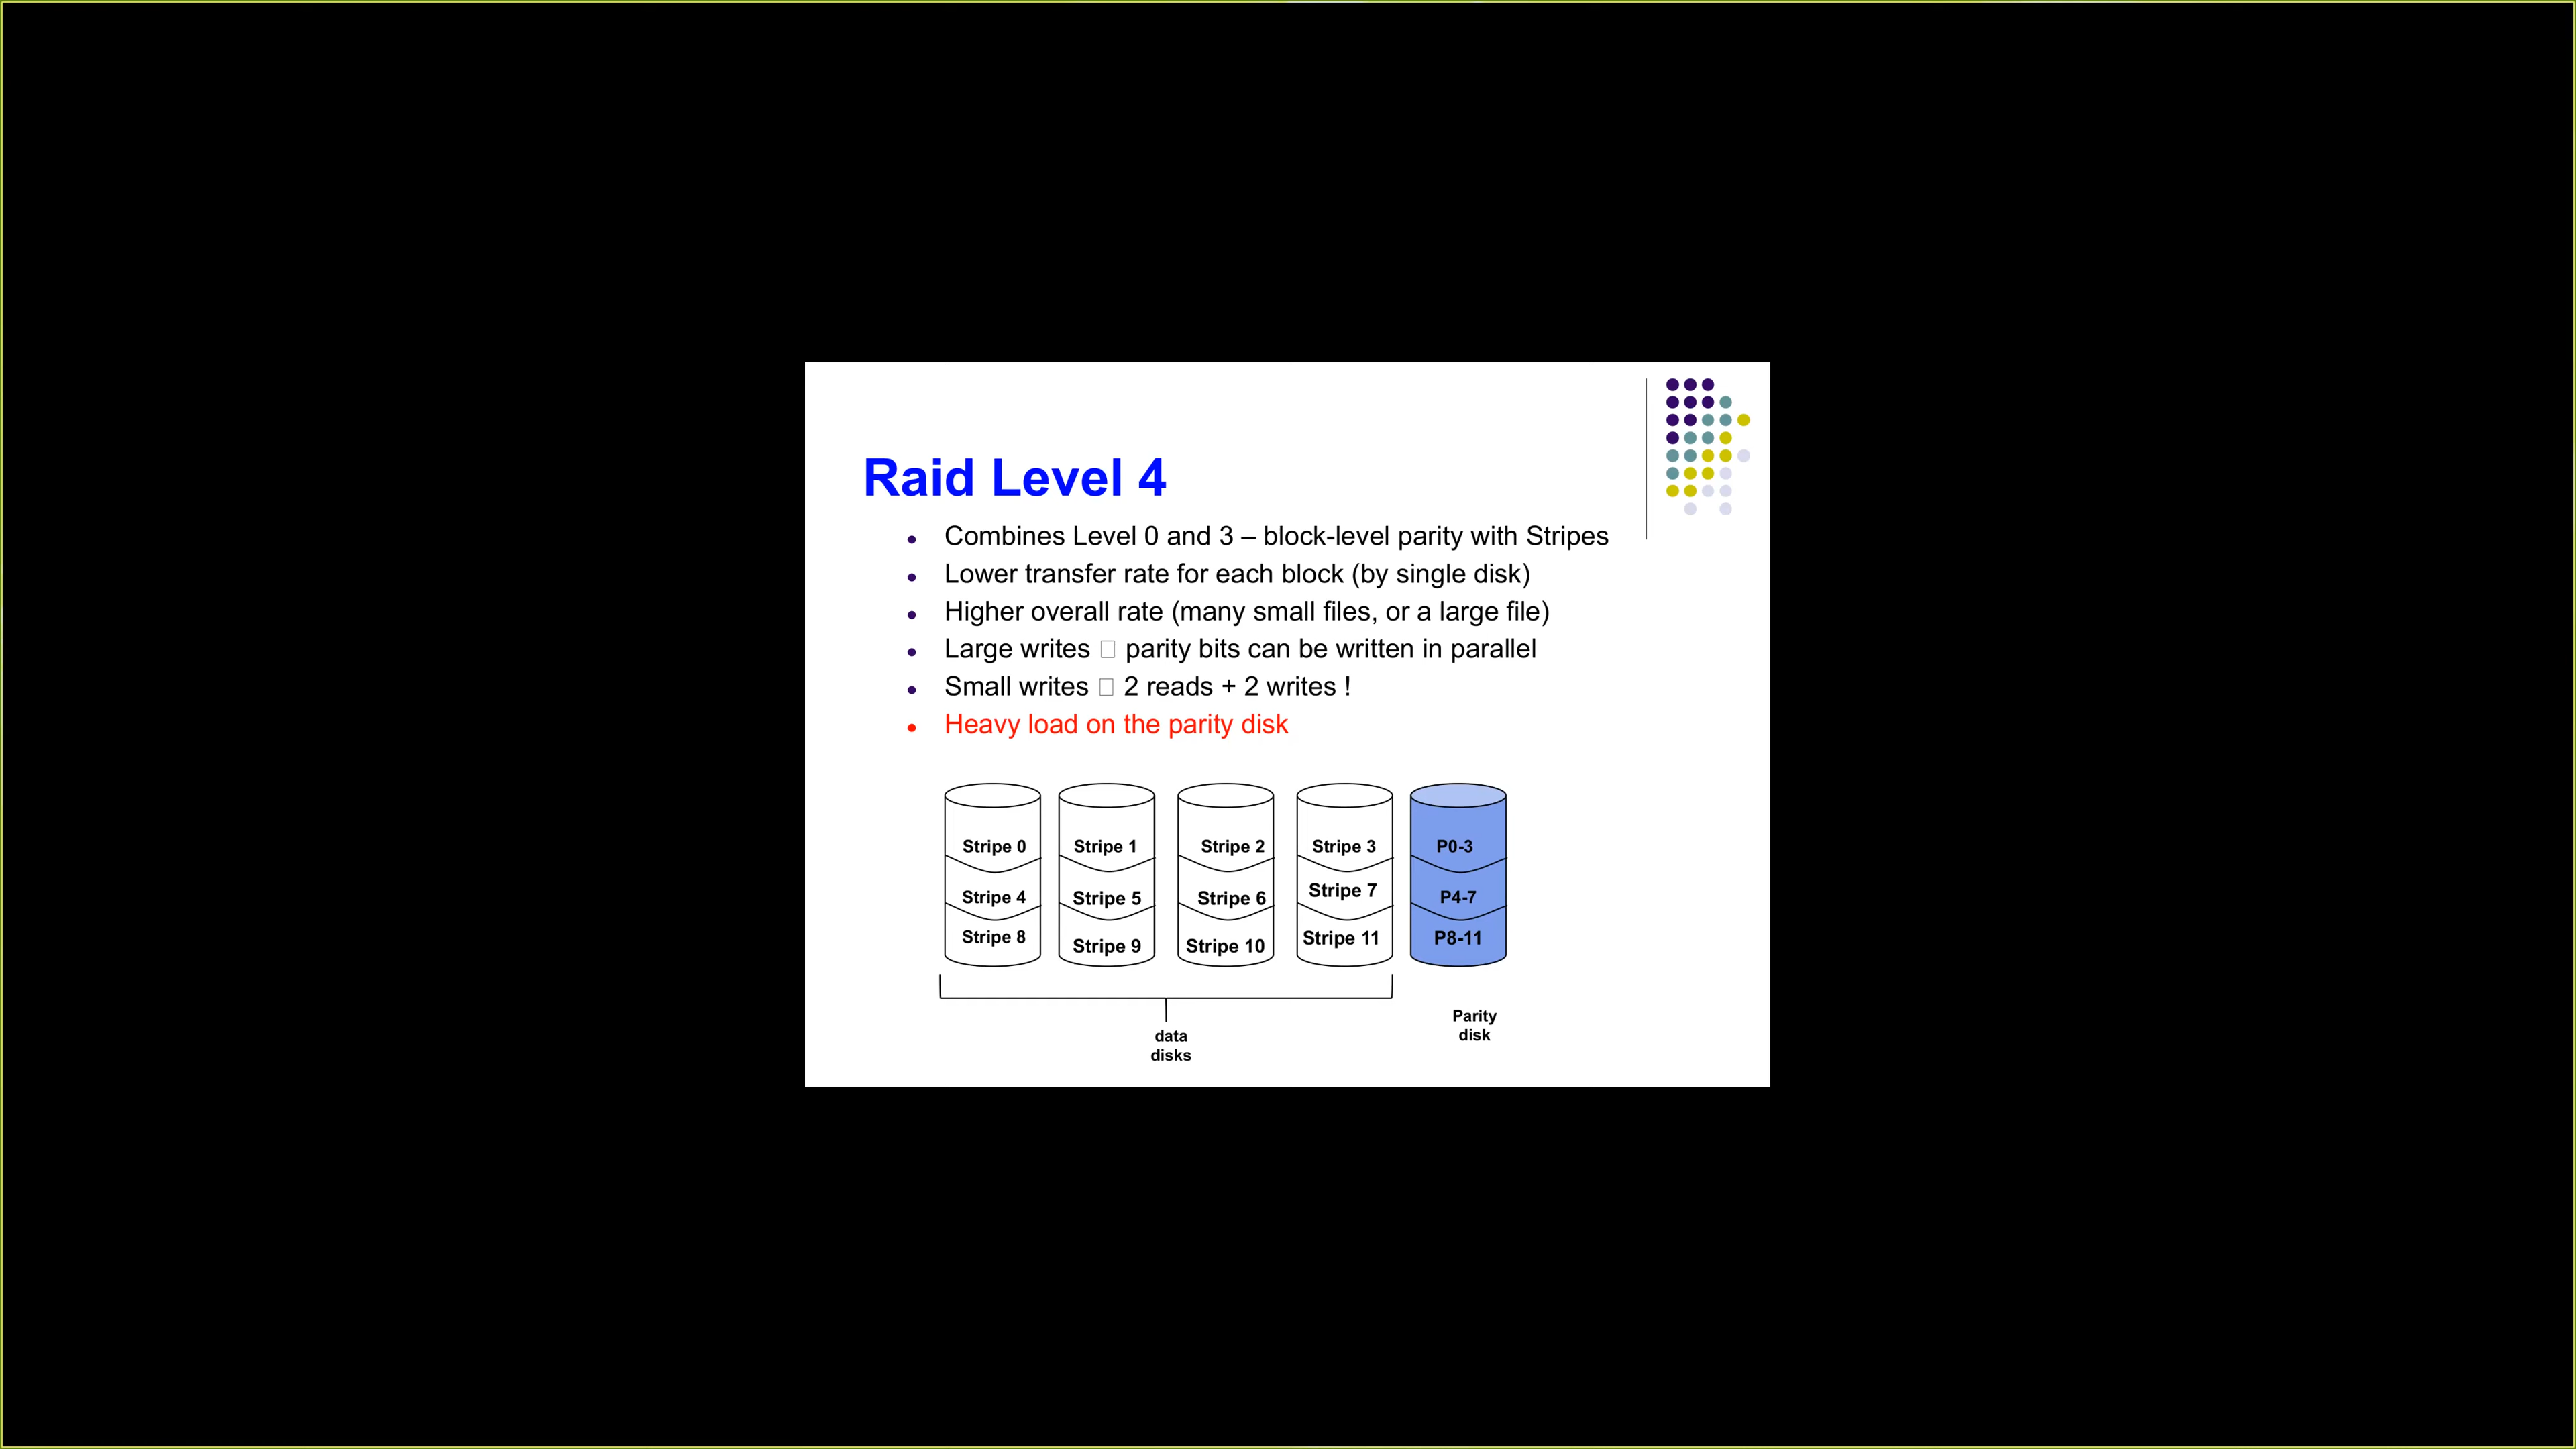 Raid Level 4
• Combines Level 0 and 3 – block-level parity with Stripes
• Lower transfer rate for each block (by single disk)
• Higher overall rate (many small files, or a large file)
• Large writes □ parity bits can be written in parallel
• Small writes □ 2 reads + 2 writes !
• Heavy load on the parity disk
Stripe 0 Stripe 1 Stripe 2 Stripe 3 P0-3
Stripe 4 Stripe 5 Stripe 6 Stripe 7 P4-7
Stripe 8 Stripe 9 Stripe 10 Stripe 11 P8-11
data
disks
Parity
disk